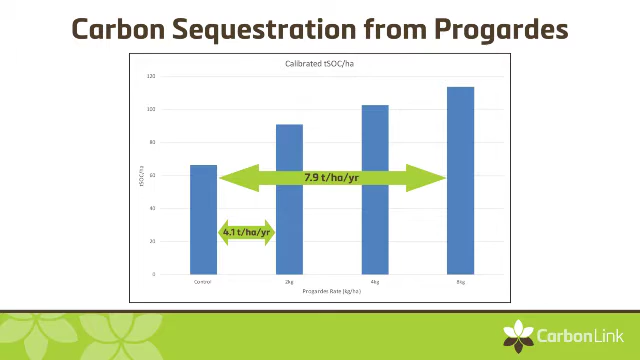 Carbon Sequestration from Progardes
Calibrated tSOC/ha
120
100
80
60
40
20
0
tSOC/ha
7.9 t/ha/yr
4.1 t/ha/yr
Control 2kg 4kg 8kg
Progardes Rate (kg/ha)
CarbonLink